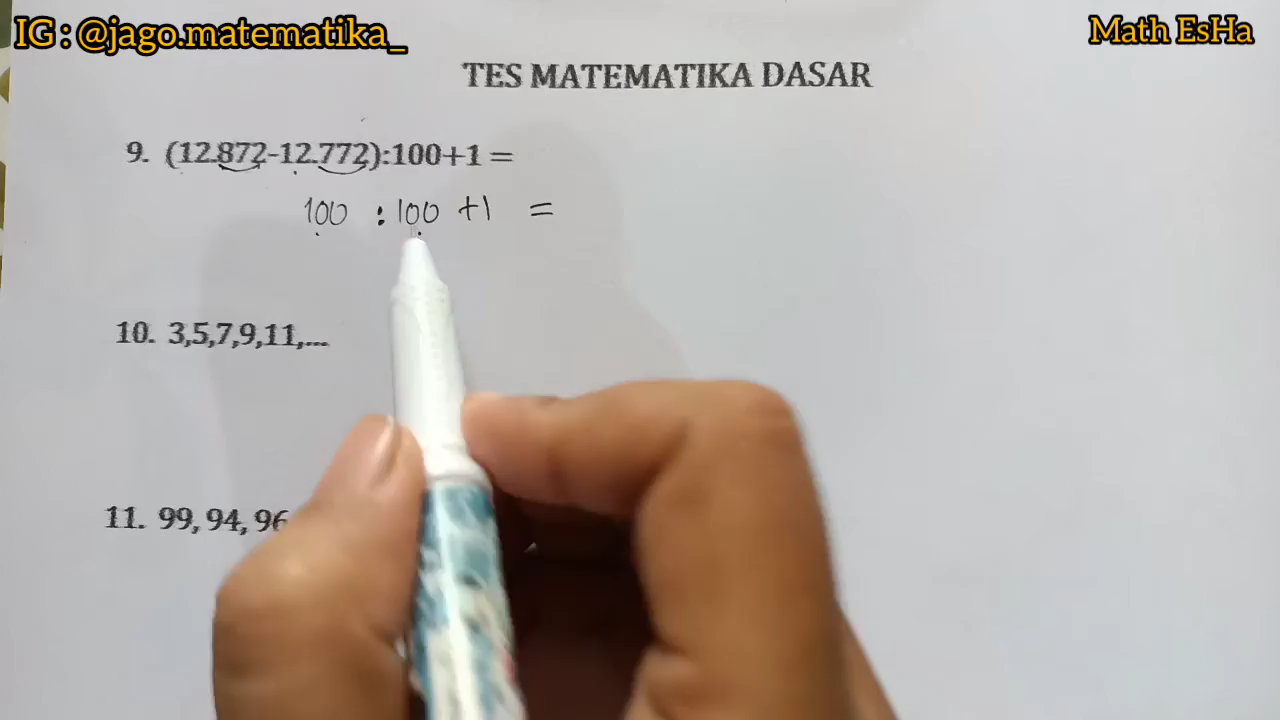 IG : @jago.matematika_
Math EsHa
TES MATEMATIKA DASAR
9. (12.872-12.772):100+1 =
100 : 100 +1 =
10. 3,5,7,9,11,...
11. 99, 94, 96